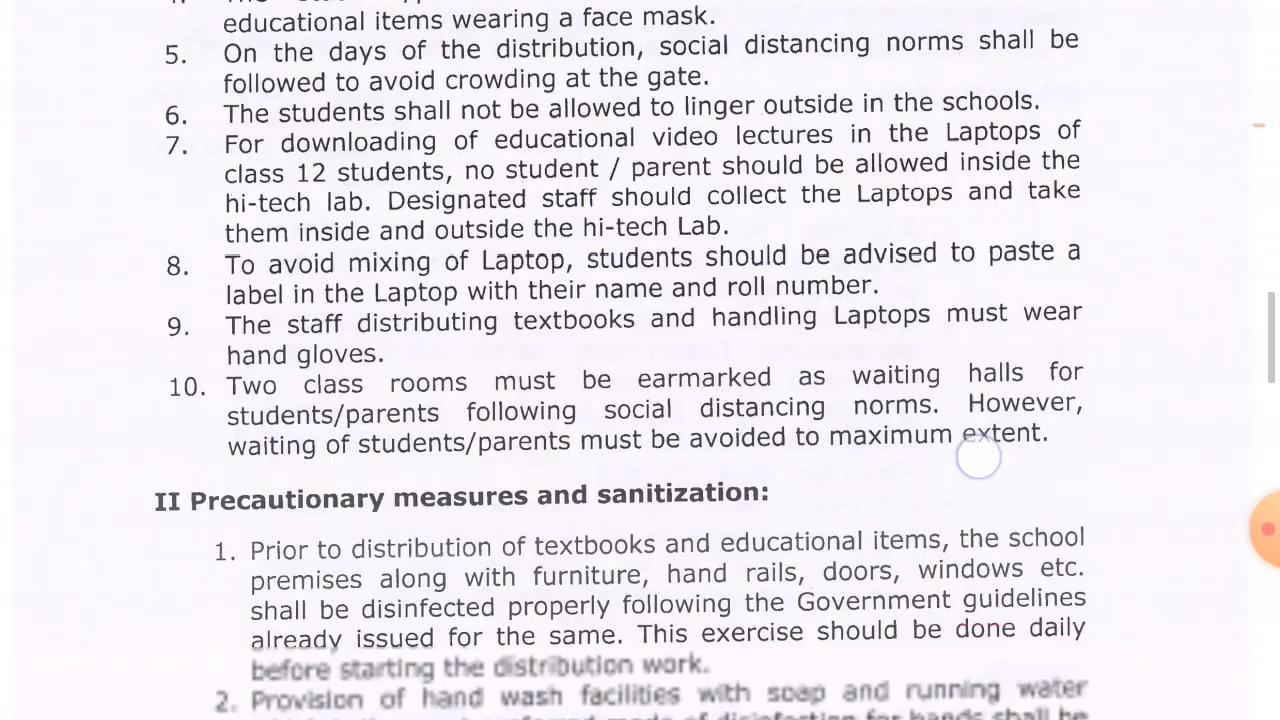 educational items wearing a face mask.
5. On the days of the distribution, social distancing norms shall be
followed to avoid crowding at the gate.
6. The students shall not be allowed to linger outside in the schools.
7. For downloading of educational video lectures in the Laptops of
class 12 students, no student / parent should be allowed inside the
hi-tech lab. Designated staff should collect the Laptops and take
them inside and outside the hi-tech Lab.
8. To avoid mixing of Laptop, students should be advised to paste a
label in the Laptop with their name and roll number.
9. The staff distributing textbooks and handling Laptops must wear
hand gloves.
10. Two class rooms must be earmarked as waiting halls for
students/parents following social distancing norms. However,
waiting of students/parents must be avoided to maximum extent.
II Precautionary measures and sanitization:
1. Prior to distribution of textbooks and educational items, the school
premises along with furniture, hand rails, doors, windows etc.
shall be disinfected properly following the Government guidelines
already issued for the same. This exercise should be done daily
before starting the distribution work.
2. Provision of hand wash facilities with soap and running water